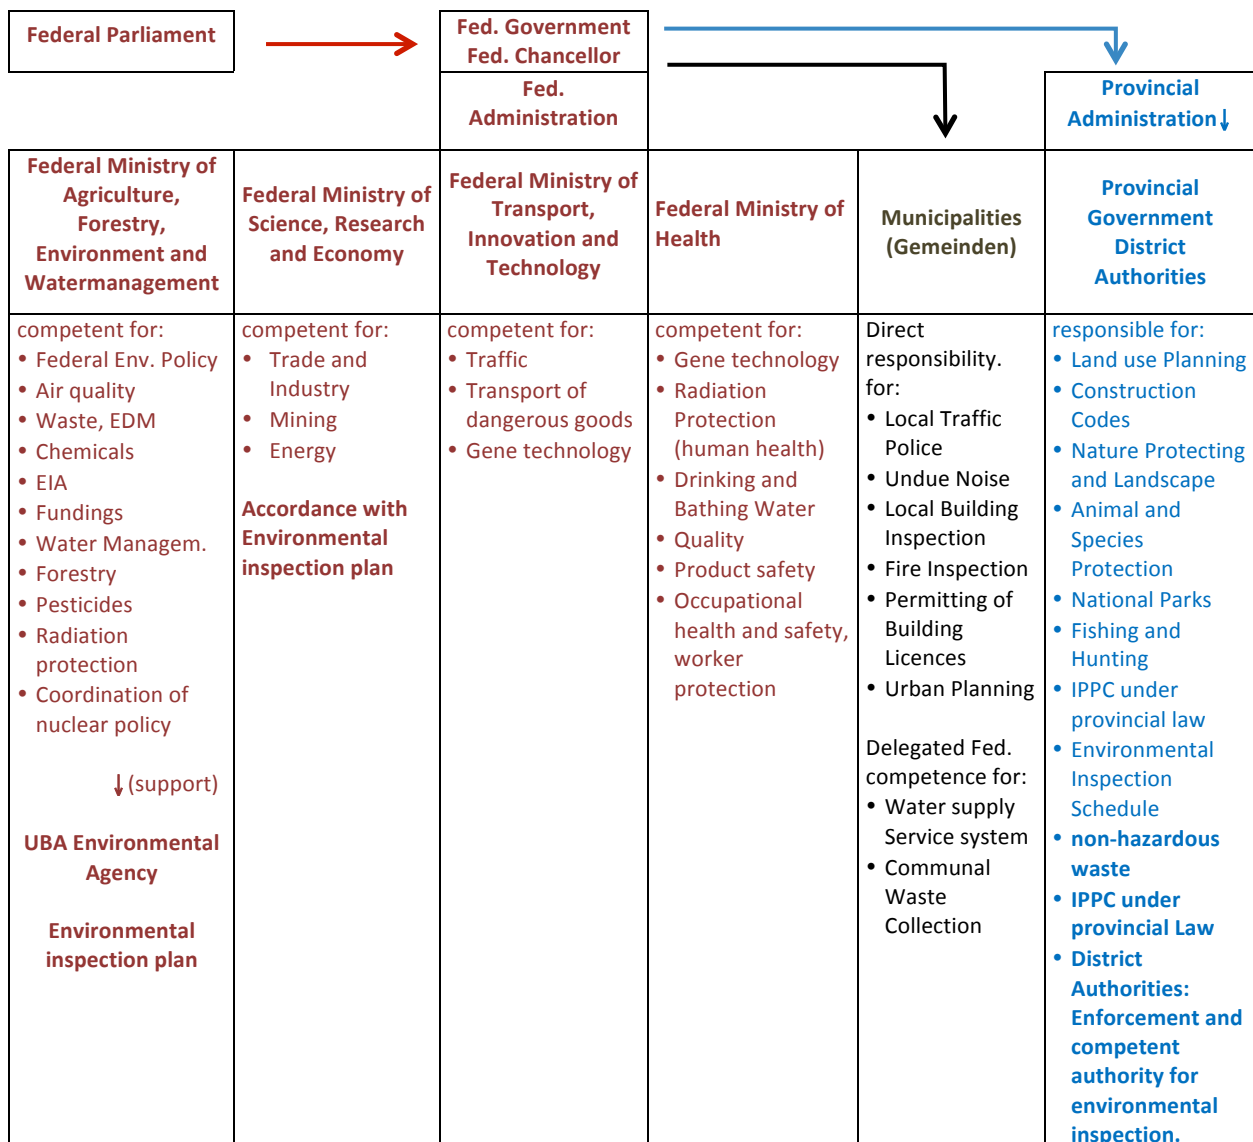 Federal Parliament
Fed. Government
Fed. Chancellor
Fed.
Administration
Provincial
Administration↓
Federal Ministry of
Agriculture,
Forestry,
Environment and
Watermanagement
Federal Ministry of
Science, Research
and Economy
Federal Ministry of
Transport,
Innovation and
Technology
Federal Ministry of
Health
Municipalities
(Gemeinden)
Provincial
Government
District
Authorities
competent for:
• Federal Env. Policy
• Air quality
• Waste, EDM
• Chemicals
• EIA
• Fundings
• Water Managem.
• Forestry
• Pesticides
• Radiation
protection
• Coordination of
nuclear policy
↓ (support)
UBA Environmental
Agency
Environmental
inspection plan
competent for:
• Trade and
Industry
• Mining
• Energy
Accordance with
Environmental
inspection plan
competent for:
• Traffic
• Transport of
dangerous goods
• Gene technology
competent for:
• Gene technology
• Radiation
Protection
(human health)
• Drinking and
Bathing Water
• Quality
• Product safety
• Occupational
health and safety,
worker
protection
Direct
responsibility.
for:
• Local Traffic
Police
• Undue Noise
• Local Building
Inspection
• Fire Inspection
• Permitting of
Building
Licences
• Urban Planning
Delegated Fed.
competence for:
• Water supply
Service system
• Communal
Waste
Collection
responsible for:
• Land use Planning
• Construction
Codes
• Nature Protecting
and Landscape
• Animal and
Species
Protection
• National Parks
• Fishing and
Hunting
• IPPC under
provincial law
• Environmental
Inspection
Schedule
• non-hazardous
waste
• IPPC under
provincial Law
• District
Authorities:
Enforcement and
competent
authority for
environmental
inspection.